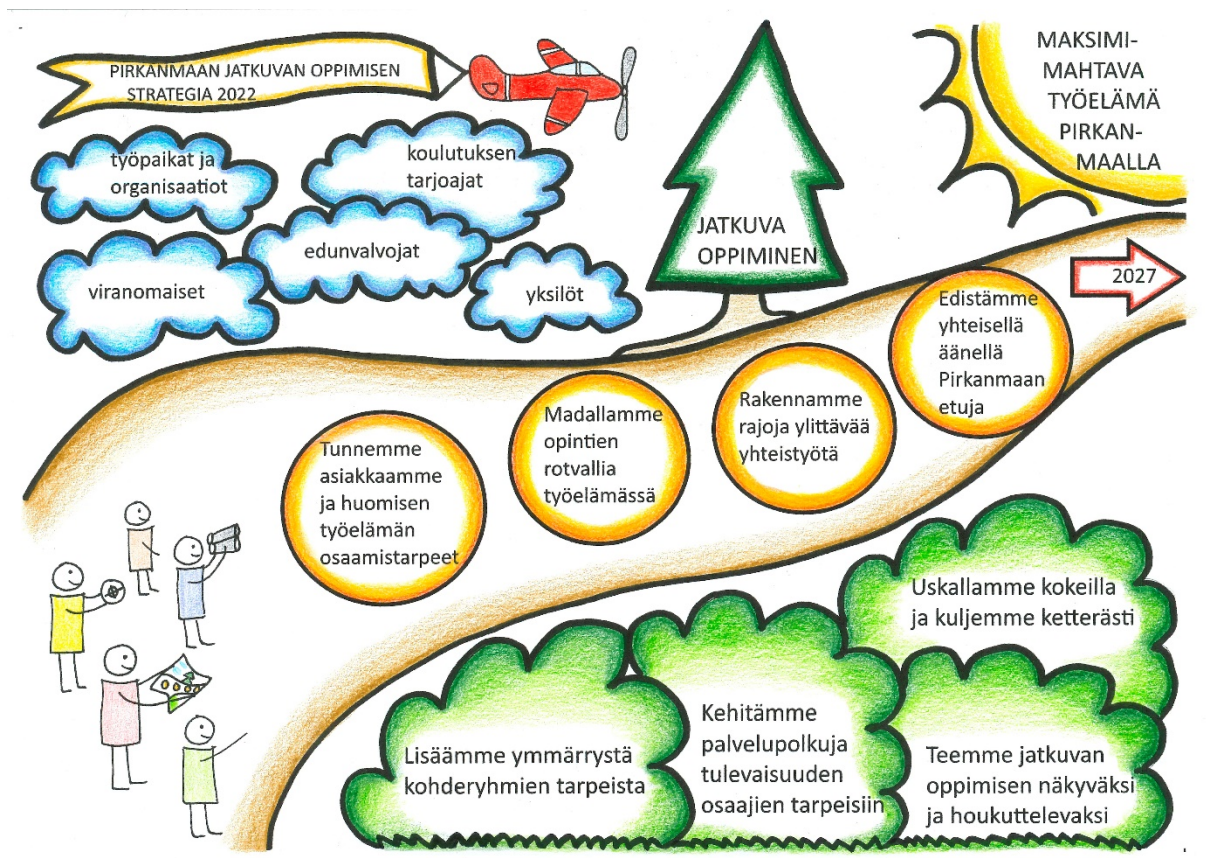 PIRKANMAAN JATKUVAN OPPIMISEN
STRATEGIA 2022
MAKSIMI-
MAHTAVA
TYÖELÄMÄ
PIRKAN-
MAALLA
työpaikat ja
organisaatiot
koulutuksen
tarjoajat
edunvalvojat
viranomaiset
yksilöt
JATKUVA
OPPIMINEN
2027
Tunnemme
asiakkaamme
ja huomisen
työelämän
osaamistarpeet
Madallamme
opintien
rotvallia
työelämässä
Rakennamme
rajoja ylittävää
yhteistyötä
Edistämme
yhteisellä
äänellä
Pirkanmaan
etuja
Lisäämme ymmärrystä
kohderyhmien tarpeista
Kehitämme
palvelupolkuja
tulevaisuuden
osaajien tarpeisiin
Uskallamme kokeilla
ja kuljemme ketterästi
Teemme jatkuvan
oppimisen näkyväksi
ja houkuttelevaksi